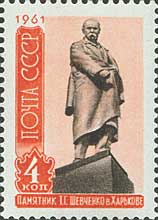 1961
ПОЧТА СССР
4
КОП
ПАМЯТНИК Т.Г. ШЕВЧЕНКО В ХАРЬКОВЕ